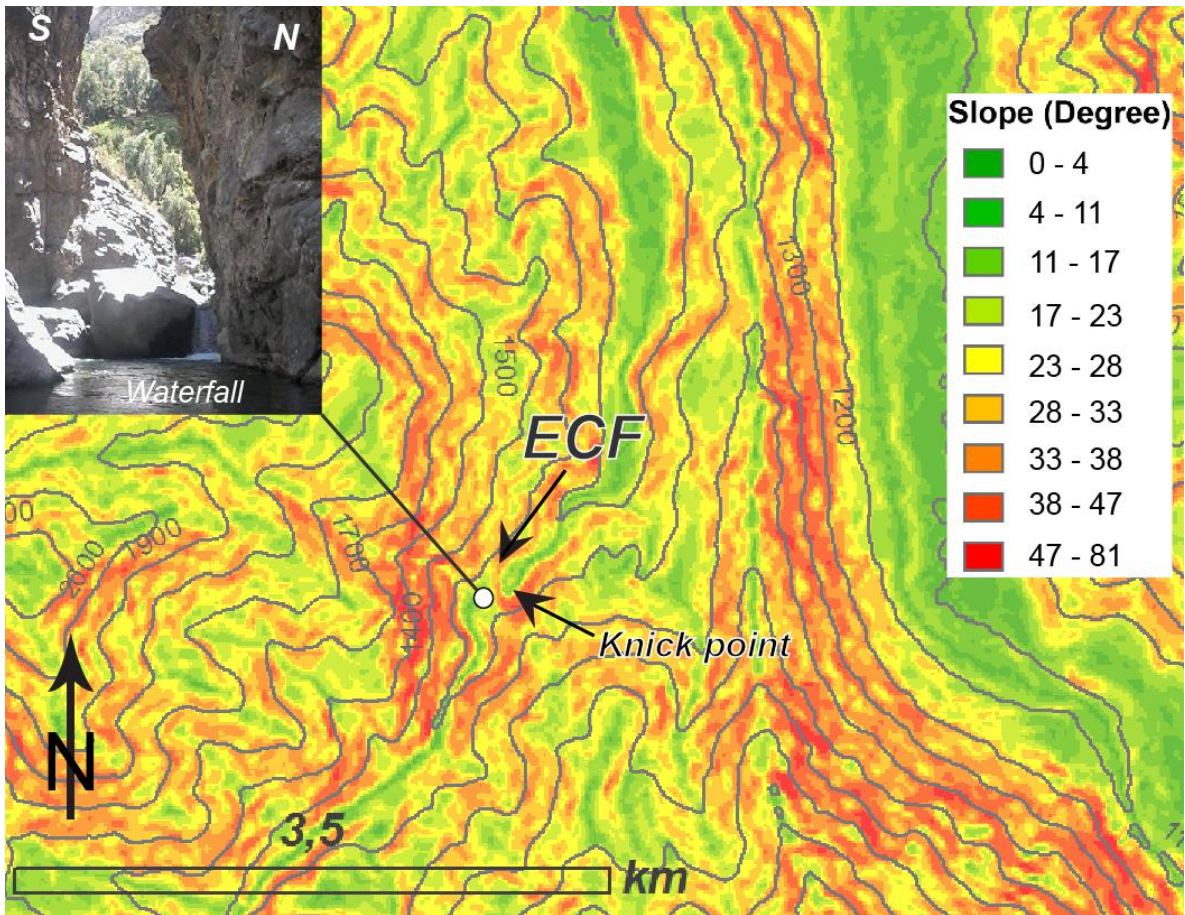 S
N
Waterfall
Slope (Degree)
0 - 4
4 - 11
11 - 17
17 - 23
23 - 28
28 - 33
33 - 38
38 - 47
47 - 81
1300
1200
1500
ECF
1700
1900
2000
1700
Knick point
N
3,5
km